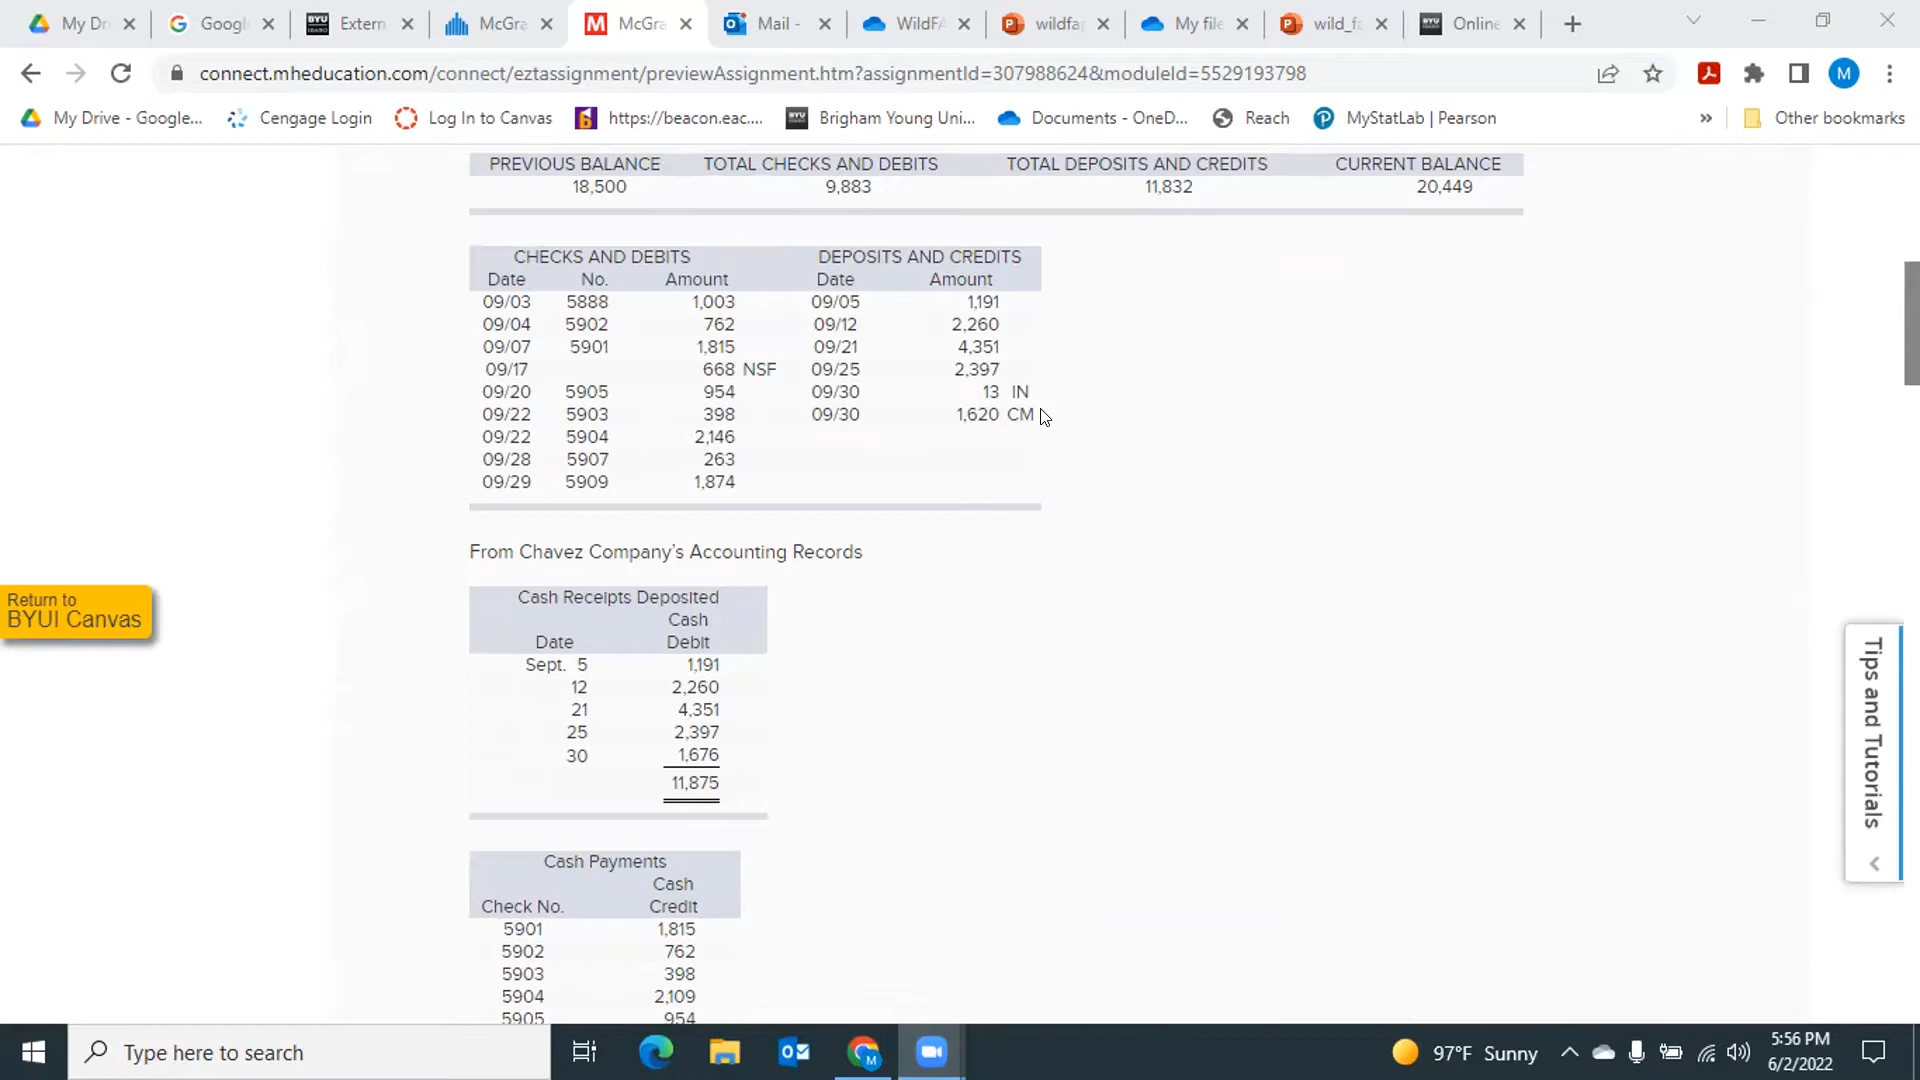 My Dri
Googl
Extern
McGra
McGra
Mail -
WildFA
wildfap
My file
wild_fa
Online
connect.mheducation.com/connect/eztassignment/previewAssignment.htm?assignmentId=307988624&moduleId=5529193798
M
My Drive - Google...
Cengage Login
Log In to Canvas
https://beacon.eac....
Brigham Young Uni...
Documents - OneD...
Reach
MyStatLab | Pearson
»
Other bookmarks
PREVIOUS BALANCE TOTAL CHECKS AND DEBITS TOTAL DEPOSITS AND CREDITS CURRENT BALANCE
18,500 9,883 11,832 20,449
CHECKS AND DEBITS DEPOSITS AND CREDITS
Date No. Amount Date Amount
09/03 5888 1,003 09/05 1,191
09/04 5902 762 09/12 2,260
09/07 5901 1,815 09/21 4,351
09/17 668 NSF 09/25 2,397
09/20 5905 954 09/30 13 IN
09/22 5903 398 09/30 1,620 CM
09/22 5904 2,146
09/28 5907 263
09/29 5909 1,874
From Chavez Company's Accounting Records
Cash Receipts Deposited
Cash
Date Debit
Sept. 5 1,191
12 2,260
21 4,351
25 2,397
30 1,676
11,875
Cash Payments
Cash
Check No. Credit
5901 1,815
5902 762
5903 398
5904 2,109
5905 954
Return to
BYUI Canvas
Tips and Tutorials
Type here to search
97°F Sunny
5:56 PM
6/2/2022